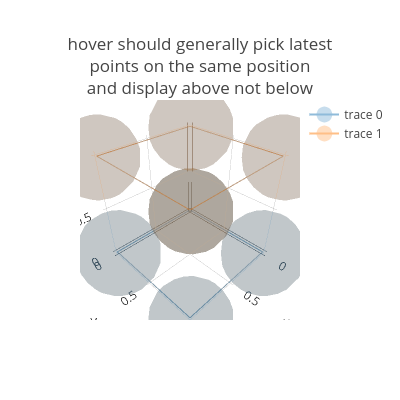 hover should generally pick latest
points on the same position
and display above not below
trace 0
trace 1
0
0
0
0.5
0.5